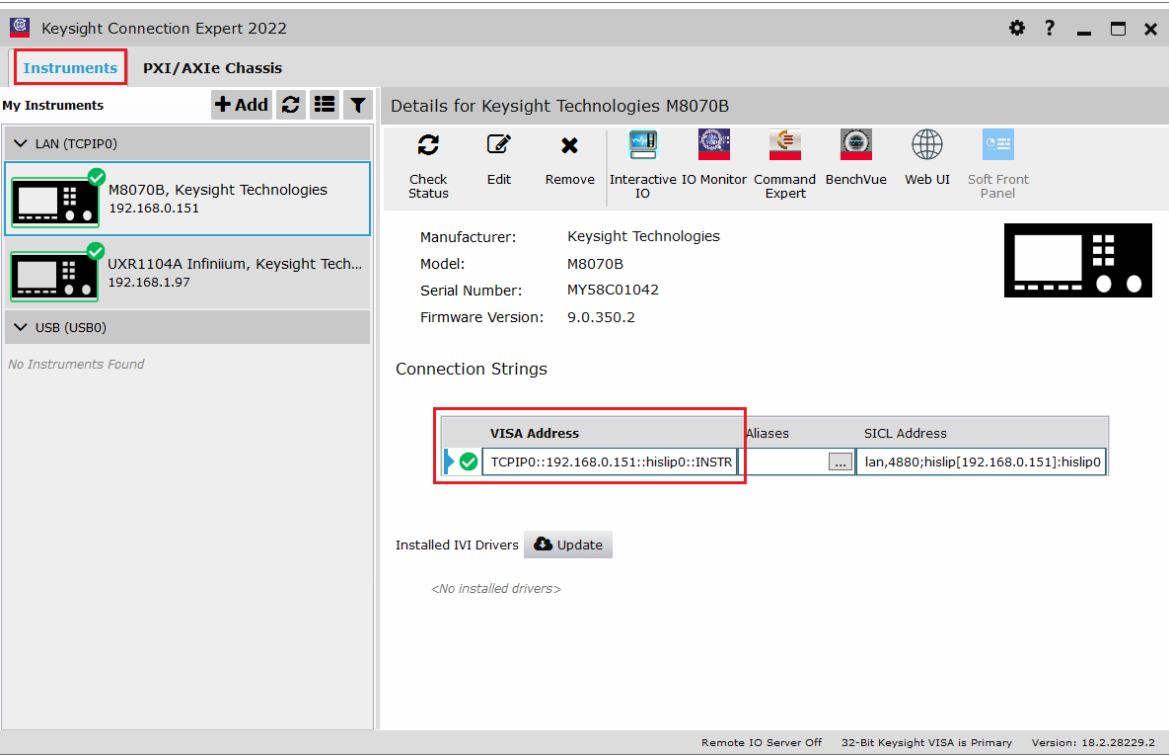 Keysight Connection Expert 2022
Instruments PXI/AXIe Chassis
My Instruments Add
LAN (TCPIP0)
M8070B, Keysight Technologies
192.168.0.151
UXR1104A Infiniium, Keysight Tech...
192.168.1.97
USB (USB0)
No Instruments Found
Details for Keysight Technologies M8070B
Check Status Edit Remove Interactive IO IO Monitor Command Expert BenchVue Web UI Soft Front Panel
Manufacturer: Keysight Technologies
Model: M8070B
Serial Number: MY58C01042
Firmware Version: 9.0.350.2
Connection Strings
VISA Address Aliases SICL Address
TCPIP0::192.168.0.151::hislip0::INSTR ... lan,4880;hislip[192.168.0.151]:hislip0
Installed IVI Drivers Update
<No installed drivers>
Remote IO Server Off 32-Bit Keysight VISA is Primary Version: 18.2.28229.2